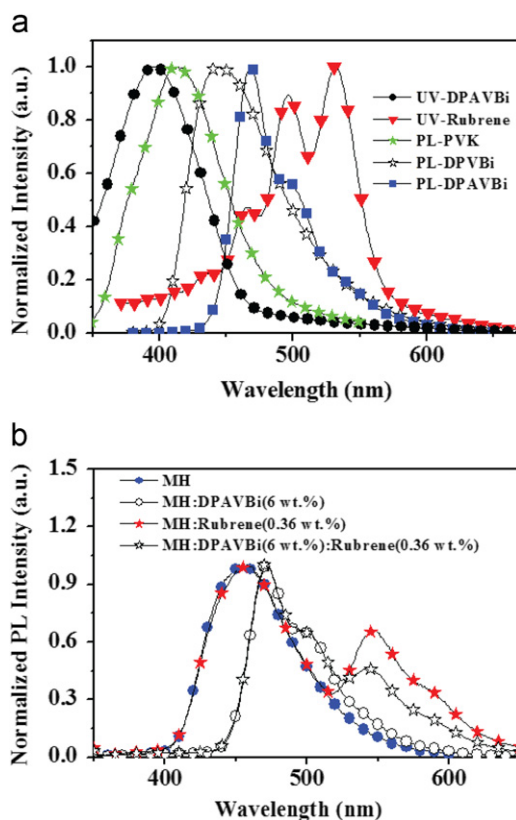 a
Normalized Intensity (a.u.)
1.0
0.8
0.6
0.4
0.2
0.0
UV-DPAVBi
UV-Rubrene
PL-PVK
PL-DPVBi
PL-DPAVBi
400 500 600
Wavelength (nm)
b
Normalized PL Intensity (a.u.)
1.5
1.2
0.9
0.6
0.3
0.0
MH
MH:DPAVBi(6 wt.%)
MH:Rubrene(0.36 wt.%)
MH:DPAVBi(6 wt.%):Rubrene(0.36 wt.%)
400 500 600
Wavelength (nm)